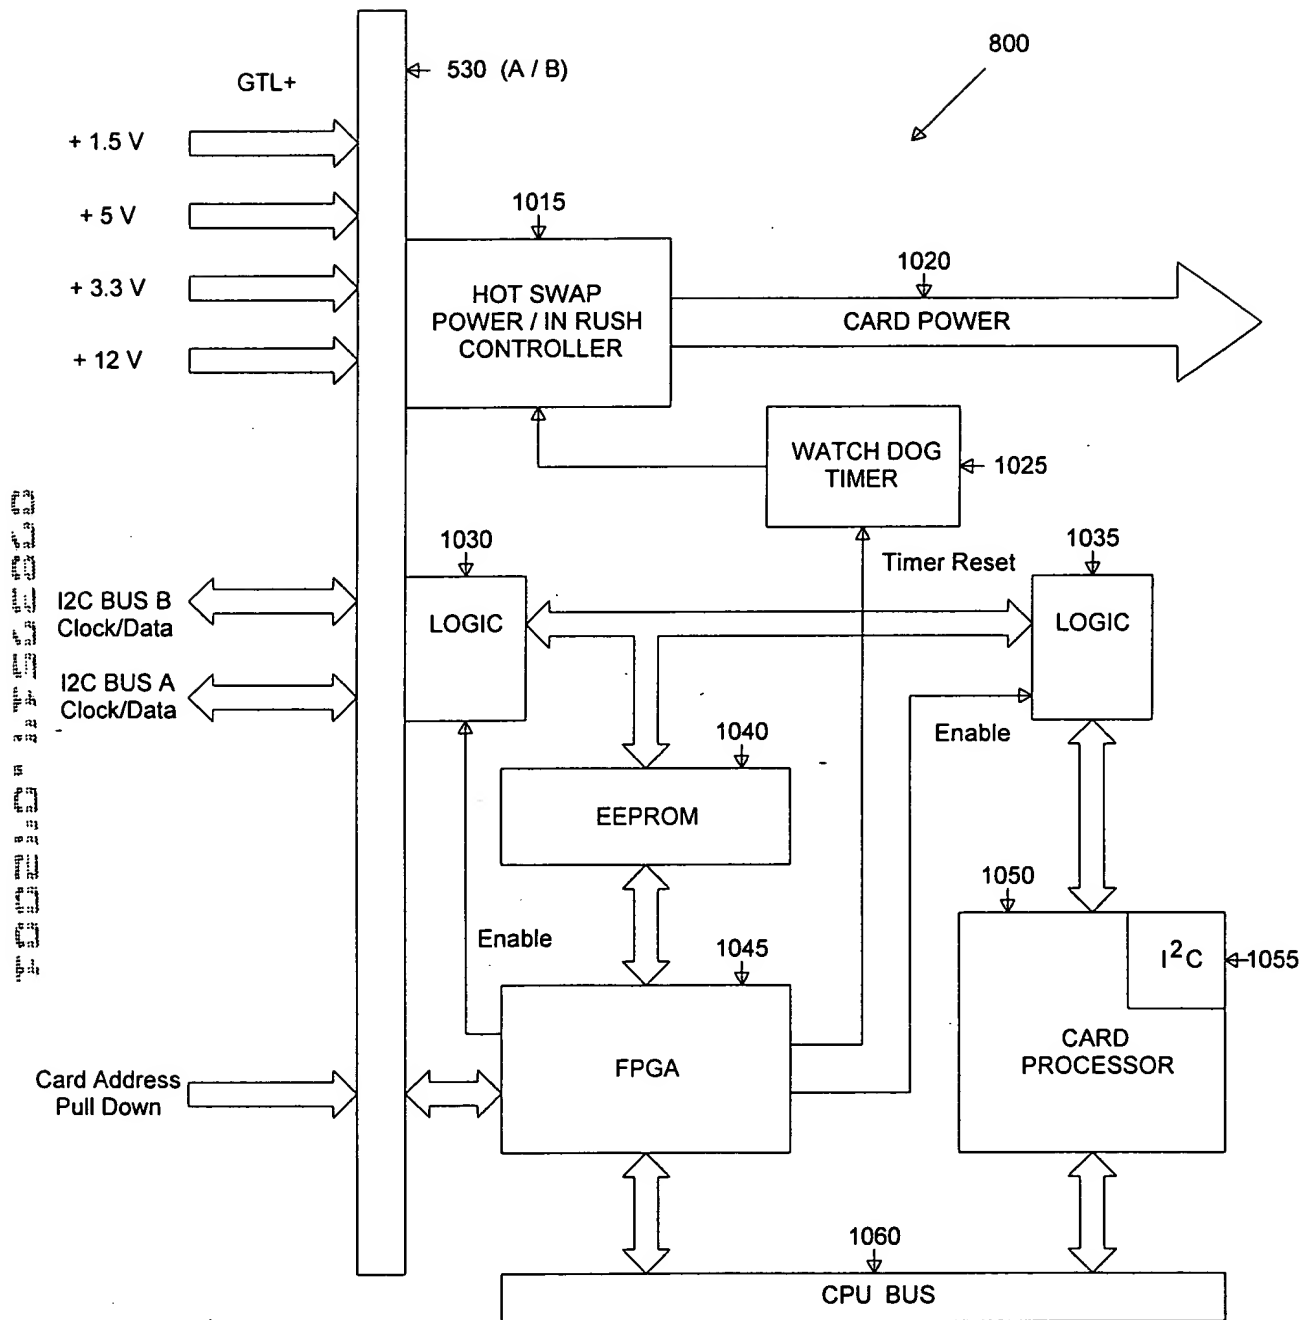 800
530 (A / B)
GTL+
+ 1.5 V
+ 5 V
+ 3.3 V
+ 12 V
1015
HOT SWAP
POWER / IN RUSH
CONTROLLER
1020
CARD POWER
WATCH DOG
TIMER
1025
1030
LOGIC
Timer Reset
1035
LOGIC
I2C BUS B
Clock/Data
I2C BUS A
Clock/Data
Enable
1040
EEPROM
1050
I²C
1055
CARD
PROCESSOR
Enable
1045
FPGA
Card Address
Pull Down
1060
CPU BUS